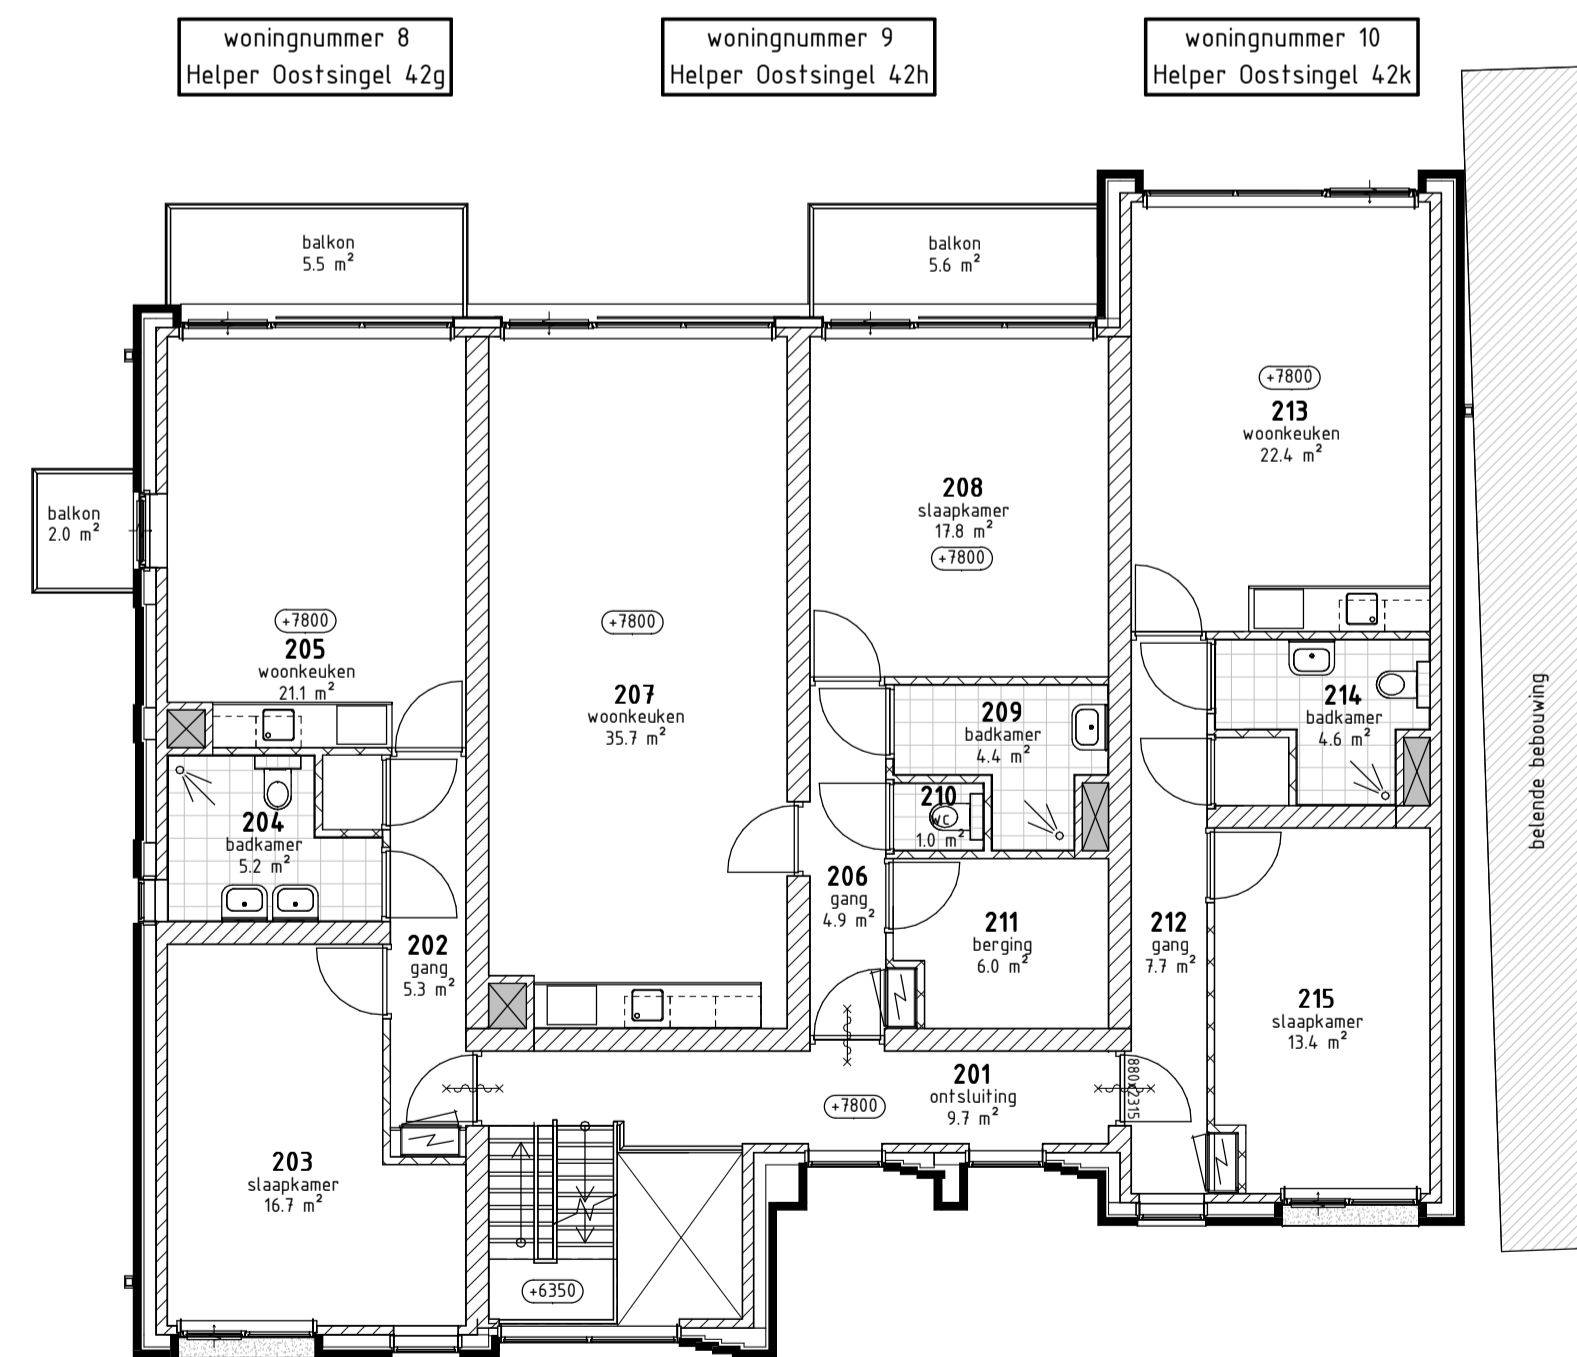 woningnummer 8
Helper Oostsingel 42g
woningnummer 9
Helper Oostsingel 42h
woningnummer 10
Helper Oostsingel 42k
balkon
5.5 m²
balkon
5.6 m²
balkon
2.0 m²
+7800
205
woonkeuken
21.1 m²
+7800
207
woonkeuken
35.7 m²
208
slaapkamer
17.8 m²
+7800
+7800
213
woonkeuken
22.4 m²
204
badkamer
5.2 m²
209
badkamer
4.4 m²
210
wc
1.0 m²
214
badkamer
4.6 m²
belende bebouwing
202
gang
5.3 m²
206
gang
4.9 m²
211
berging
6.0 m²
212
gang
7.7 m²
215
slaapkamer
13.4 m²
203
slaapkamer
16.7 m²
201
ontsluiting
9.7 m²
+7800
880x2315
+6350